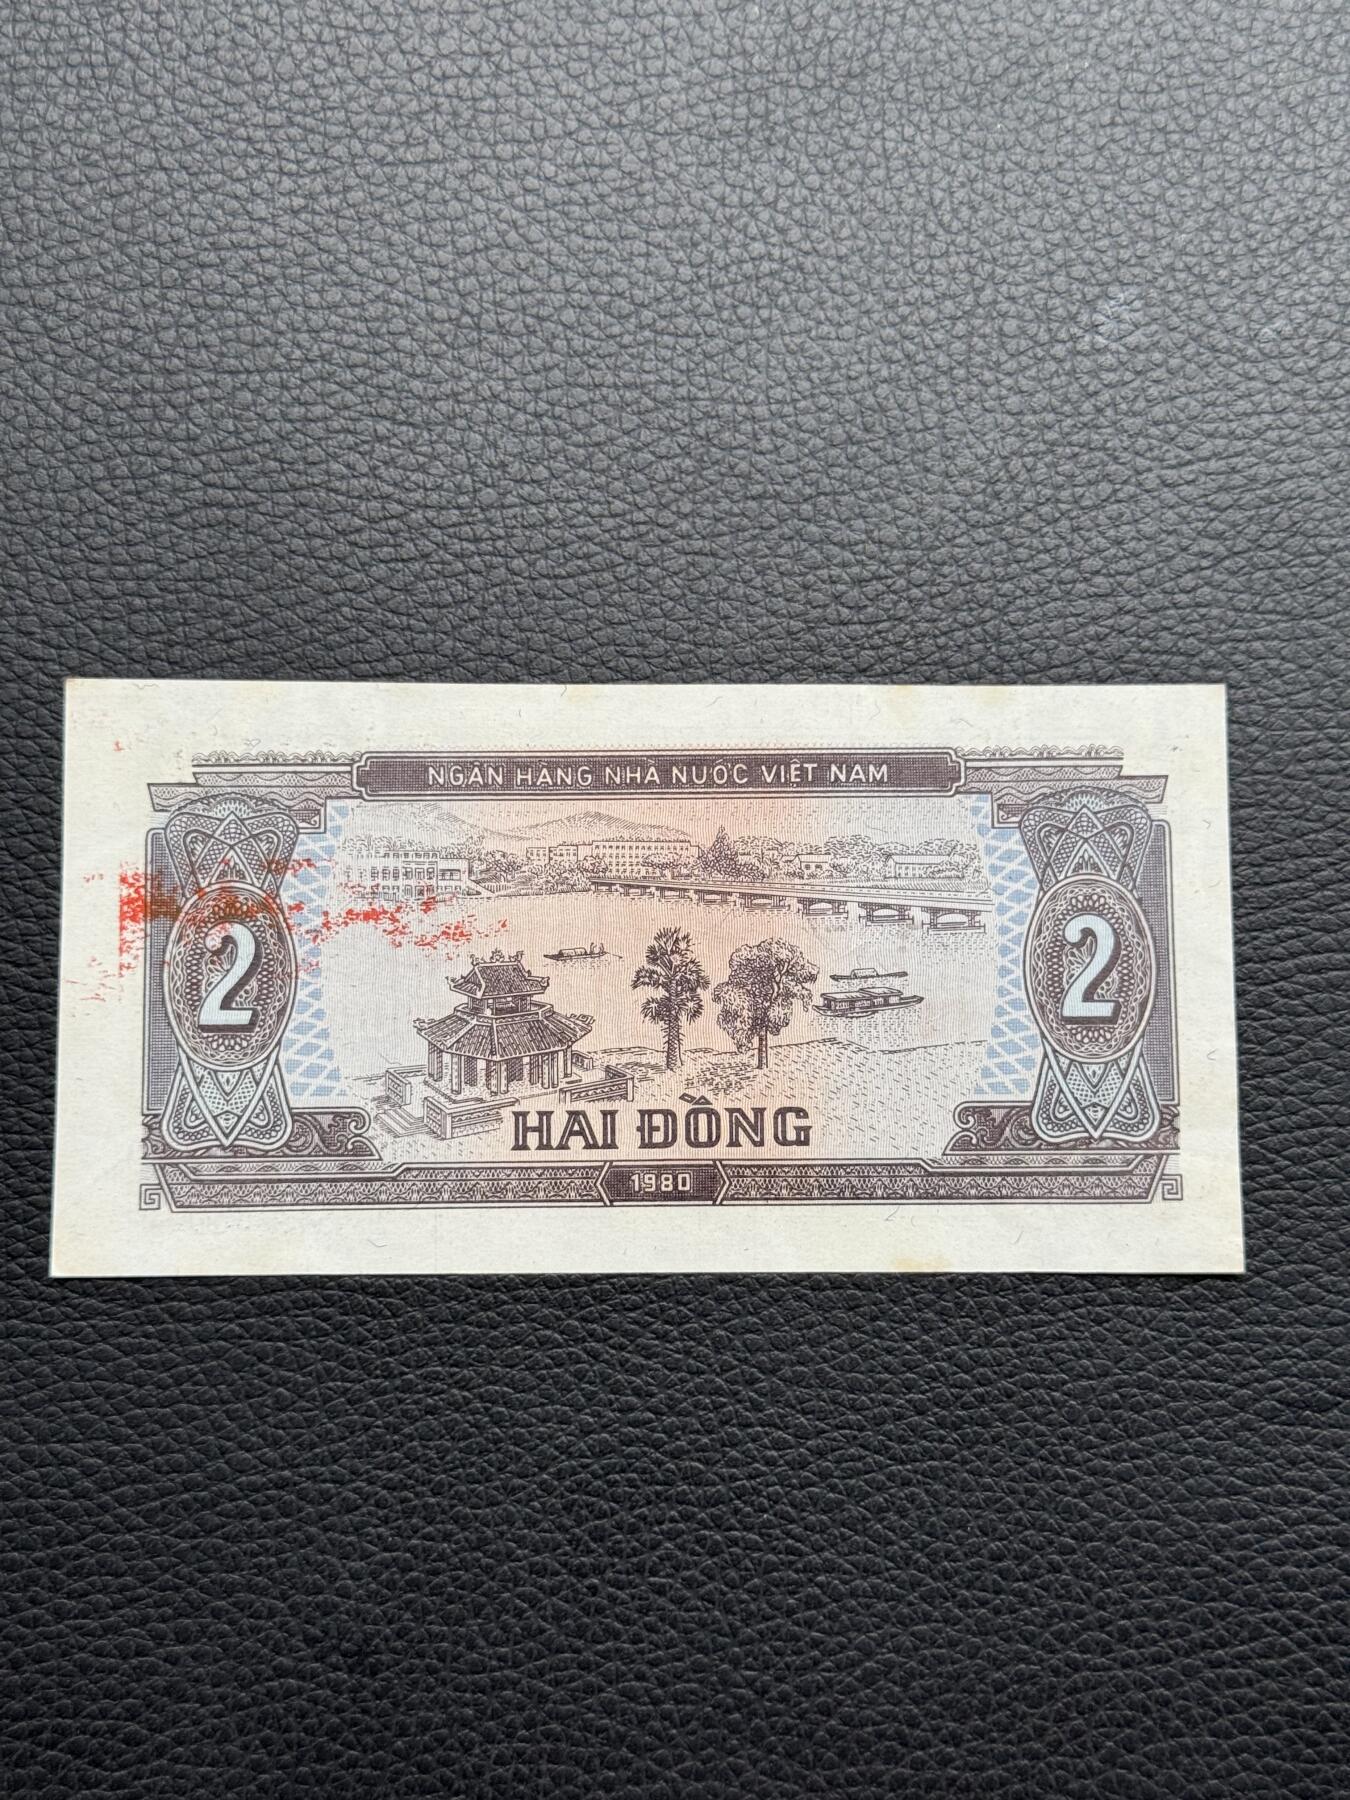 NGÂN HÀNG NHÀ NƯỚC VIỆT NAM
2 2
HAI ĐỒNG
1980